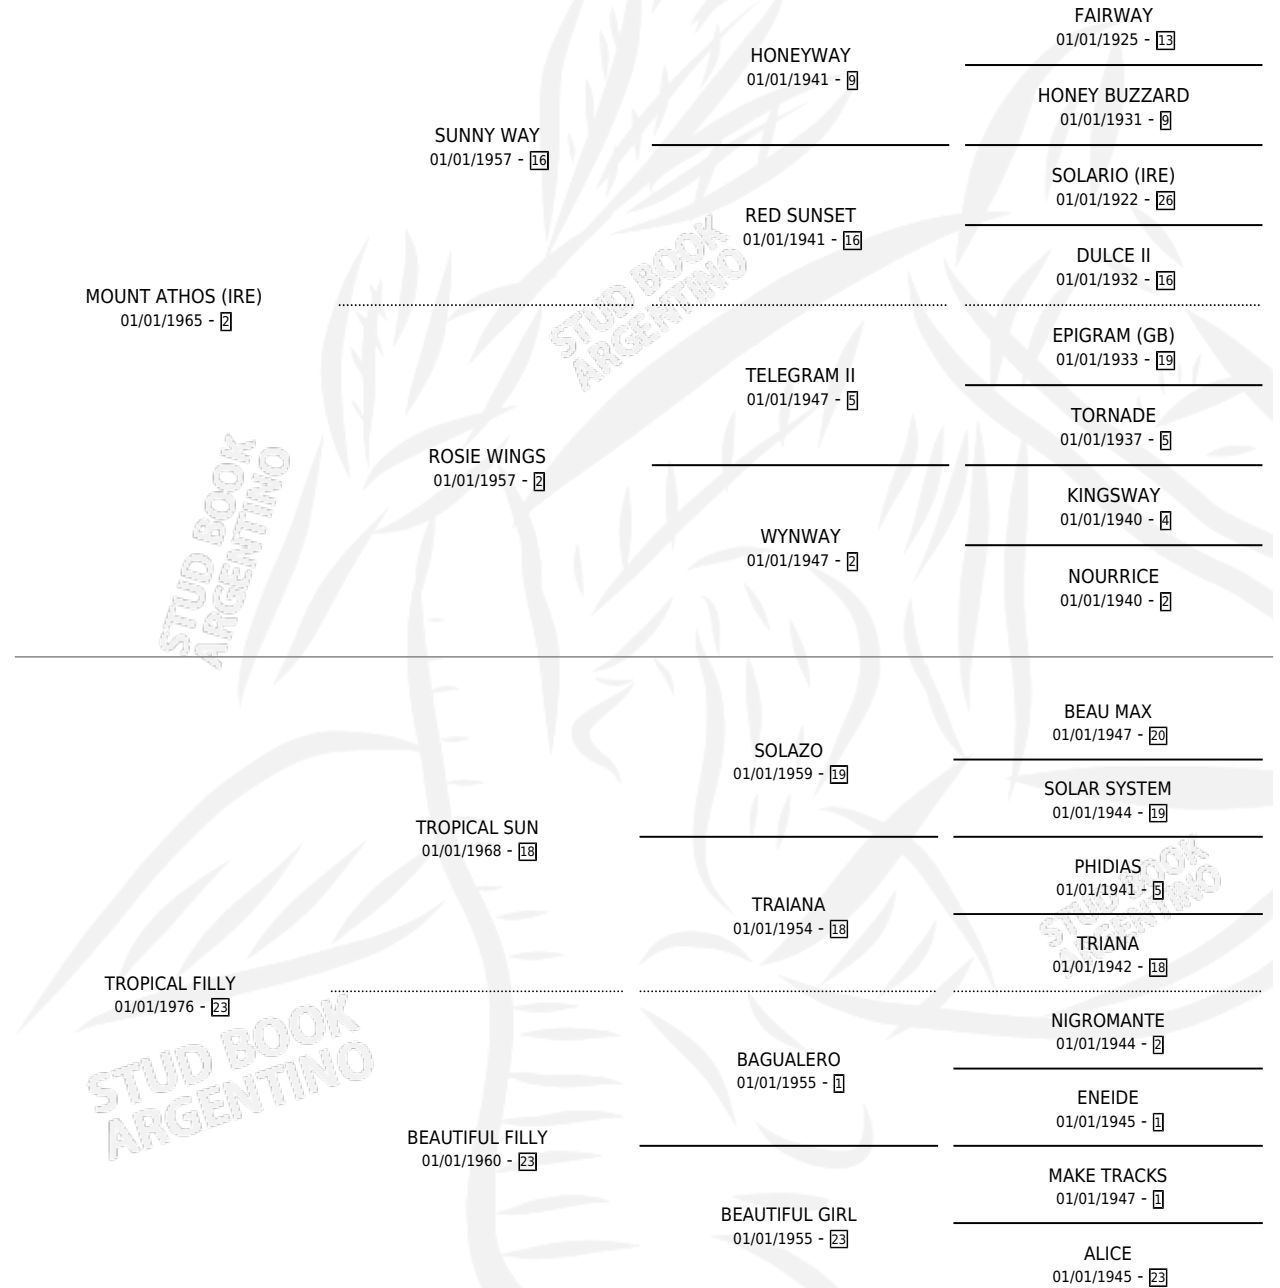 FAIRWAY
01/01/1925 - 13
HONEYWAY
01/01/1941 - 9
HONEY BUZZARD
01/01/1931 - 9
SUNNY WAY
01/01/1957 - 16
SOLARIO (IRE)
01/01/1922 - 26
RED SUNSET
01/01/1941 - 16
DULCE II
01/01/1932 - 16
MOUNT ATHOS (IRE)
01/01/1965 - 2
EPIGRAM (GB)
01/01/1933 - 19
TELEGRAM II
01/01/1947 - 5
TORNADE
01/01/1937 - 5
ROSIE WINGS
01/01/1957 - 2
KINGSWAY
01/01/1940 - 4
WYNWAY
01/01/1947 - 2
NOURRICE
01/01/1940 - 2
STUD BOOK
ARGENTINO
STUD BOOK
ARGENTINO
BEAU MAX
01/01/1947 - 20
SOLAZO
01/01/1959 - 19
SOLAR SYSTEM
01/01/1944 - 19
TROPICAL SUN
01/01/1968 - 18
PHIDIAS
01/01/1941 - 5
TRAIANA
01/01/1954 - 18
TRIANA
01/01/1942 - 18
STUD BOOK
ARGENTINO
TROPICAL FILLY
01/01/1976 - 23
NIGROMANTE
01/01/1944 - 2
BAGUALERO
01/01/1955 - 1
ENEIDE
01/01/1945 - 1
BEAUTIFUL FILLY
01/01/1960 - 23
MAKE TRACKS
01/01/1947 - 1
BEAUTIFUL GIRL
01/01/1955 - 23
ALICE
01/01/1945 - 23
STUD BOOK
ARGENTINO